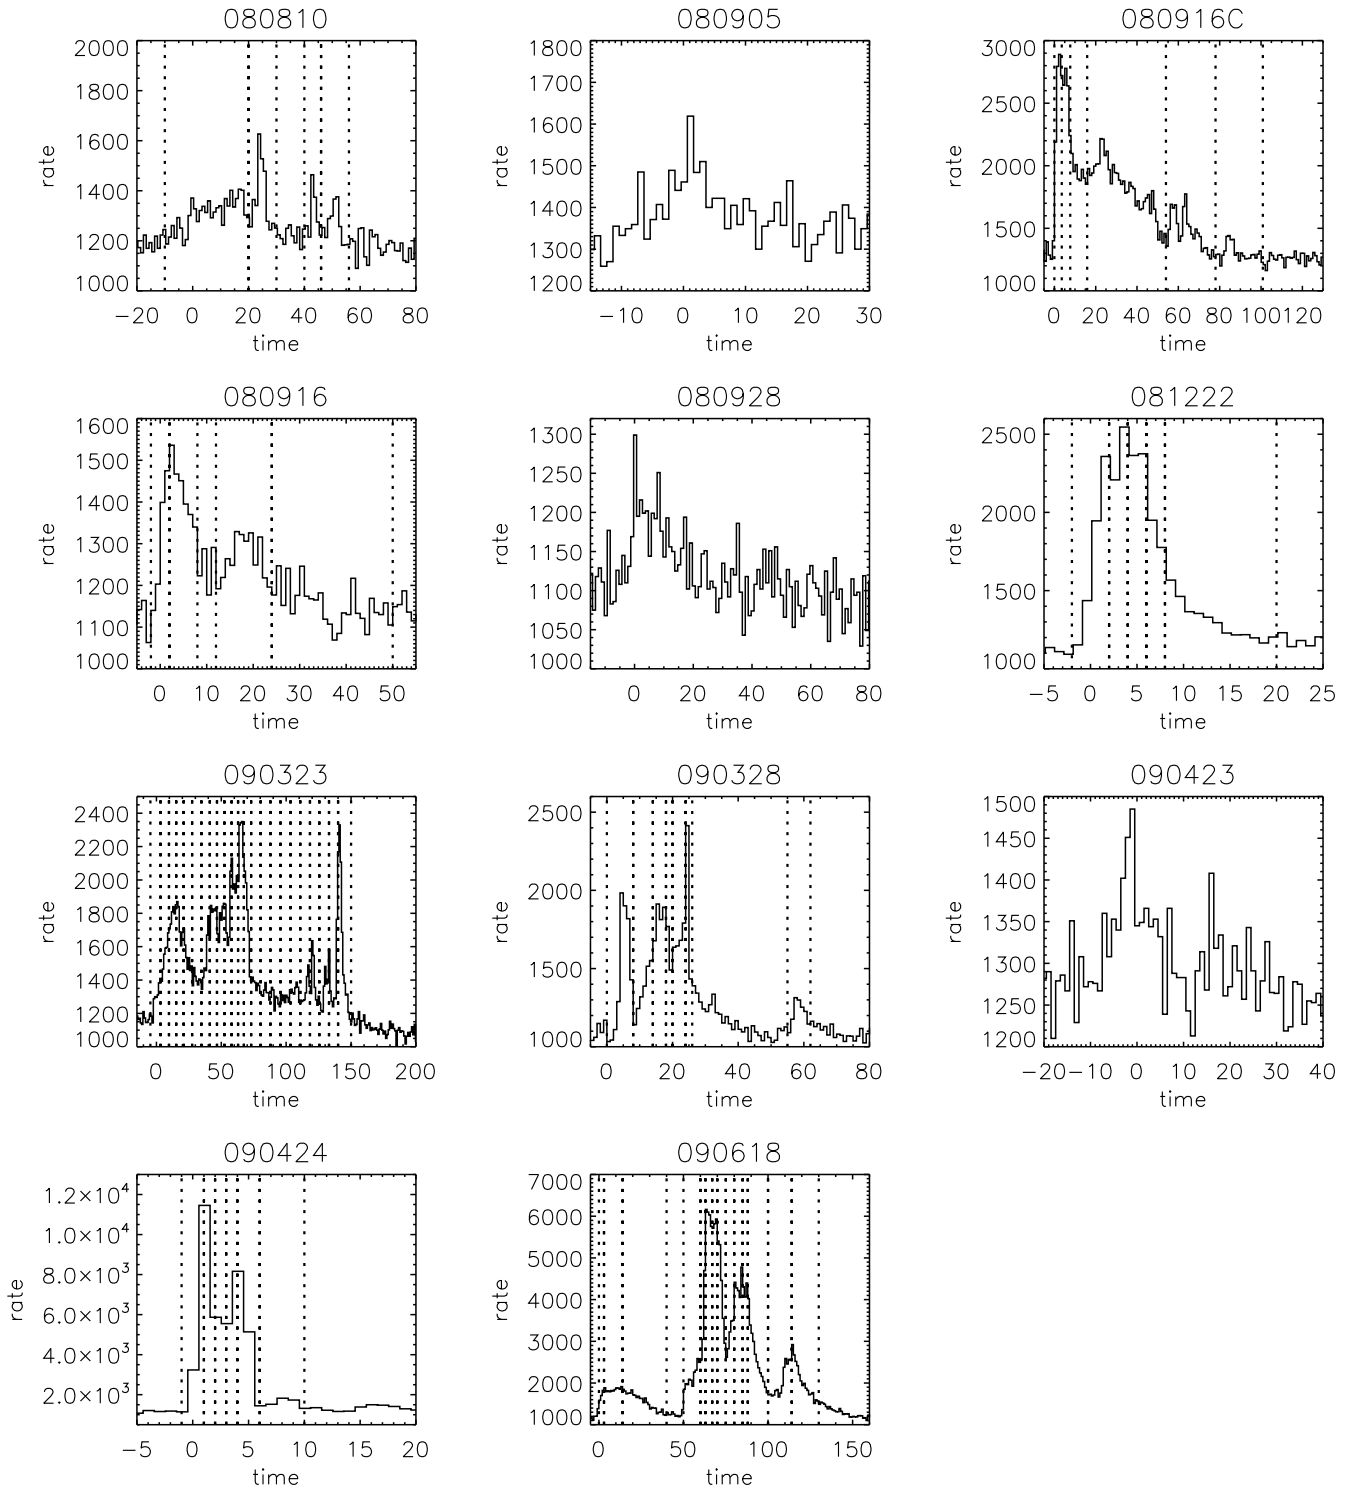 080810
2000
1800
1600
1400
1200
1000
rate
−20 0 20 40 60 80
time
080905
1800
1700
1600
1500
1400
1300
1200
rate
−10 0 10 20 30
time
080916C
3000
2500
2000
1500
1000
rate
0 20 40 60 80 100120
time
080916
1600
1500
1400
1300
1200
1100
1000
rate
0 10 20 30 40 50
time
080928
1300
1250
1200
1150
1100
1050
1000
rate
0 20 40 60 80
time
081222
2500
2000
1500
1000
rate
−5 0 5 10 15 20 25
time
090323
2400
2200
2000
1800
1600
1400
1200
1000
rate
0 50 100 150 200
time
090328
2500
2000
1500
1000
rate
0 20 40 60 80
time
090423
1500
1450
1400
1350
1300
1250
1200
rate
−20−10 0 10 20 30 40
time
090424
1.2×10⁴
1.0×10⁴
8.0×10³
6.0×10³
4.0×10³
2.0×10³
rate
−5 0 5 10 15 20
time
090618
7000
6000
5000
4000
3000
2000
1000
rate
0 50 100 150
time